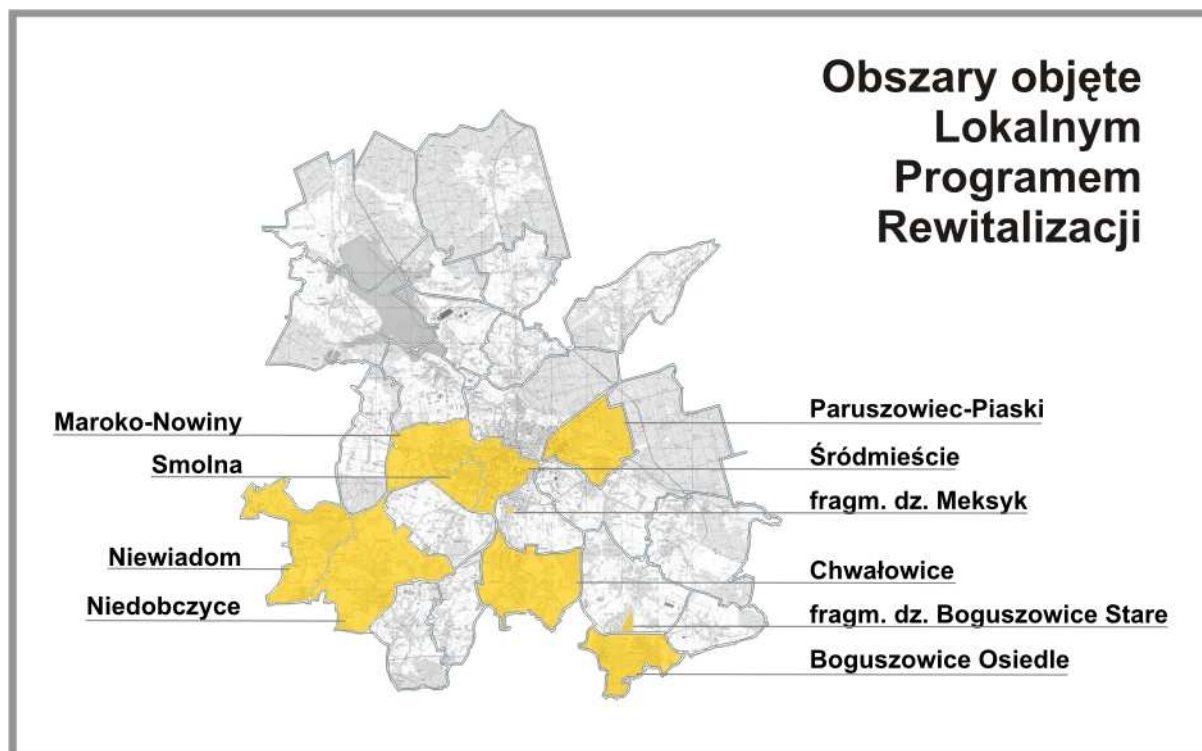 Obszary objęte
Lokalnym
Programem
Rewitalizacji
Maroko-Nowiny
Smolna
Niewiadom
Niedobczyce
Paruszowiec-Piaski
Śródmieście
fragm. dz. Meksyk
Chwałowice
fragm. dz. Boguszowice Stare
Boguszowice Osiedle